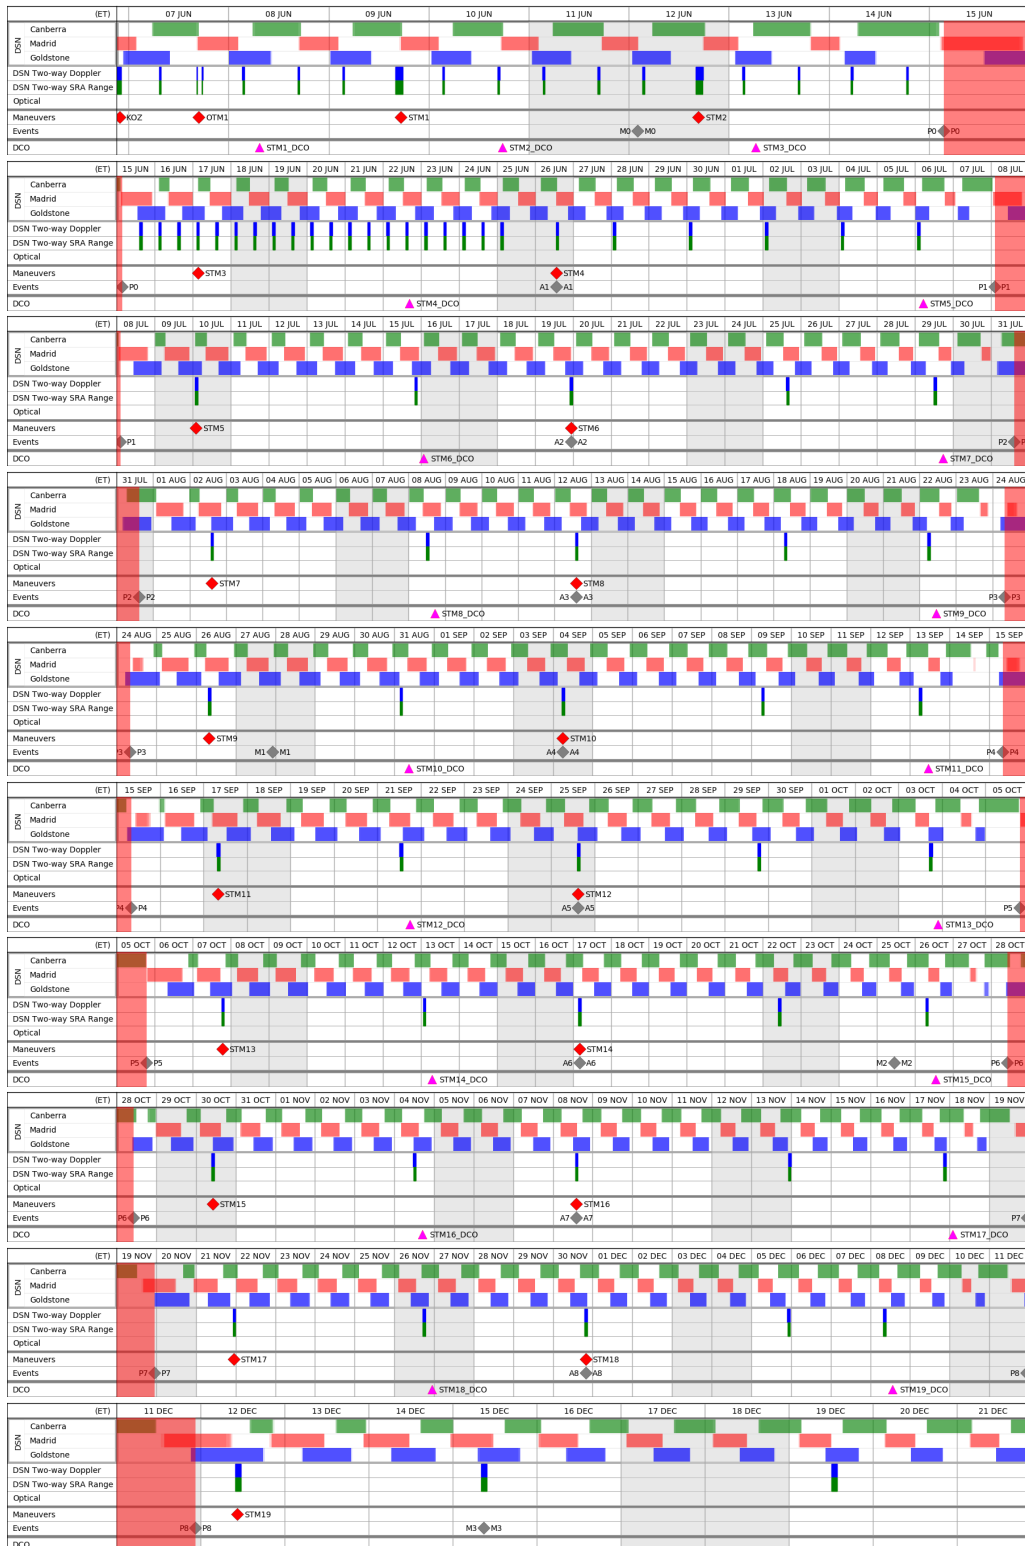 (ET) 07 JUN 08 JUN 09 JUN 10 JUN 11 JUN 12 JUN 13 JUN 14 JUN 15 JUN
DSN
Canberra
Madrid
Goldstone
DSN Two-way Doppler
DSN Two-way SRA Range
Optical
Maneuvers KOZ OTM1 STM1 STM2
Events M0 M0 P0 P0
DCO STM1_DCO STM2_DCO STM3_DCO
(ET) 15 JUN 16 JUN 17 JUN 18 JUN 19 JUN 20 JUN 21 JUN 22 JUN 23 JUN 24 JUN 25 JUN 26 JUN 27 JUN 28 JUN 29 JUN 30 JUN 01 JUL 02 JUL 03 JUL 04 JUL 05 JUL 06 JUL 07 JUL 08 JUL
DSN
Canberra
Madrid
Goldstone
DSN Two-way Doppler
DSN Two-way SRA Range
Optical
Maneuvers STM3 STM4
Events P0 A1 A1 P1 P1
DCO STM4_DCO STM5_DCO
(ET) 08 JUL 09 JUL 10 JUL 11 JUL 12 JUL 13 JUL 14 JUL 15 JUL 16 JUL 17 JUL 18 JUL 19 JUL 20 JUL 21 JUL 22 JUL 23 JUL 24 JUL 25 JUL 26 JUL 27 JUL 28 JUL 29 JUL 30 JUL 31 JUL
DSN
Canberra
Madrid
Goldstone
DSN Two-way Doppler
DSN Two-way SRA Range
Optical
Maneuvers STM5 STM6
Events P1 A2 A2 P2
DCO STM6_DCO STM7_DCO
(ET) 31 JUL 01 AUG 02 AUG 03 AUG 04 AUG 05 AUG 06 AUG 07 AUG 08 AUG 09 AUG 10 AUG 11 AUG 12 AUG 13 AUG 14 AUG 15 AUG 16 AUG 17 AUG 18 AUG 19 AUG 20 AUG 21 AUG 22 AUG 23 AUG 24 AUG
DSN
Canberra
Madrid
Goldstone
DSN Two-way Doppler
DSN Two-way SRA Range
Optical
Maneuvers STM7 STM8
Events P2 P2 A3 A3 P3 P3
DCO STM8_DCO STM9_DCO
(ET) 24 AUG 25 AUG 26 AUG 27 AUG 28 AUG 29 AUG 30 AUG 31 AUG 01 SEP 02 SEP 03 SEP 04 SEP 05 SEP 06 SEP 07 SEP 08 SEP 09 SEP 10 SEP 11 SEP 12 SEP 13 SEP 14 SEP 15 SEP
DSN
Canberra
Madrid
Goldstone
DSN Two-way Doppler
DSN Two-way SRA Range
Optical
Maneuvers STM9 STM10
Events P3 M1 M1 A4 A4 P4 P4
DCO STM10_DCO STM11_DCO
(ET) 15 SEP 16 SEP 17 SEP 18 SEP 19 SEP 20 SEP 21 SEP 22 SEP 23 SEP 24 SEP 25 SEP 26 SEP 27 SEP 28 SEP 29 SEP 30 SEP 01 OCT 02 OCT 03 OCT 04 OCT 05 OCT
DSN
Canberra
Madrid
Goldstone
DSN Two-way Doppler
DSN Two-way SRA Range
Optical
Maneuvers STM11 STM12
Events P4 A5 A5 P5
DCO STM12_DCO STM13_DCO
(ET) 05 OCT 06 OCT 07 OCT 08 OCT 09 OCT 10 OCT 11 OCT 12 OCT 13 OCT 14 OCT 15 OCT 16 OCT 17 OCT 18 OCT 19 OCT 20 OCT 21 OCT 22 OCT 23 OCT 24 OCT 25 OCT 26 OCT 27 OCT 28 OCT
DSN
Canberra
Madrid
Goldstone
DSN Two-way Doppler
DSN Two-way SRA Range
Optical
Maneuvers STM13 STM14
Events P5 P5 A6 A6 M2 M2 P6 P6
DCO STM14_DCO STM15_DCO
(ET) 28 OCT 29 OCT 30 OCT 31 OCT 01 NOV 02 NOV 03 NOV 04 NOV 05 NOV 06 NOV 07 NOV 08 NOV 09 NOV 10 NOV 11 NOV 12 NOV 13 NOV 14 NOV 15 NOV 16 NOV 17 NOV 18 NOV 19 NOV
DSN
Canberra
Madrid
Goldstone
DSN Two-way Doppler
DSN Two-way SRA Range
Optical
Maneuvers STM15 STM16
Events P6 P6 A7 A7 P7
DCO STM16_DCO STM17_DCO
(ET) 19 NOV 20 NOV 21 NOV 22 NOV 23 NOV 24 NOV 25 NOV 26 NOV 27 NOV 28 NOV 29 NOV 30 NOV 01 DEC 02 DEC 03 DEC 04 DEC 05 DEC 06 DEC 07 DEC 08 DEC 09 DEC 10 DEC 11 DEC
DSN
Canberra
Madrid
Goldstone
DSN Two-way Doppler
DSN Two-way SRA Range
Optical
Maneuvers STM17 STM18
Events P7 P7 A8 A8 P8
DCO STM18_DCO STM19_DCO
(ET) 11 DEC 12 DEC 13 DEC 14 DEC 15 DEC 16 DEC 17 DEC 18 DEC 19 DEC 20 DEC 21 DEC
DSN
Canberra
Madrid
Goldstone
DSN Two-way Doppler
DSN Two-way SRA Range
Optical
Maneuvers STM19
Events P8 P8 M3 M3
DCO